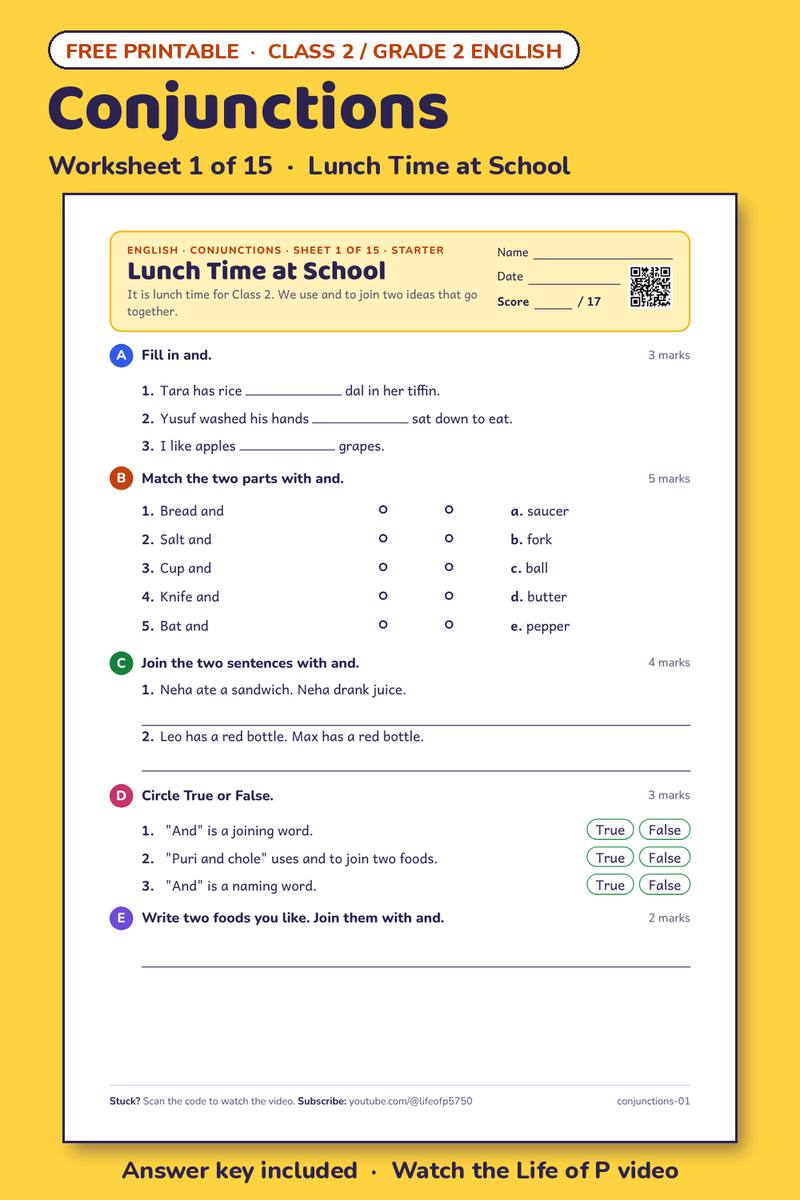 FREE PRINTABLE · CLASS 2 / GRADE 2 ENGLISH
Conjunctions
Worksheet 1 of 15 · Lunch Time at School
ENGLISH · CONJUNCTIONS · SHEET 1 OF 15 · STARTER
Lunch Time at School
It is lunch time for Class 2. We use and to join two ideas that go
together.
Name
Date
Score / 17
A Fill in and. 3 marks
1. Tara has rice dal in her tiffin.
2. Yusuf washed his hands sat down to eat.
3. I like apples grapes.
B Match the two parts with and. 5 marks
1. Bread and a. saucer
2. Salt and b. fork
3. Cup and c. ball
4. Knife and d. butter
5. Bat and e. pepper
C Join the two sentences with and. 4 marks
1. Neha ate a sandwich. Neha drank juice.
2. Leo has a red bottle. Max has a red bottle.
D Circle True or False. 3 marks
1. "And" is a joining word. True False
2. "Puri and chole" uses and to join two foods. True False
3. "And" is a naming word. True False
E Write two foods you like. Join them with and. 2 marks
Stuck? Scan the code to watch the video. Subscribe: youtube.com/@lifeofp5750 conjunctions-01
Answer key included · Watch the Life of P video